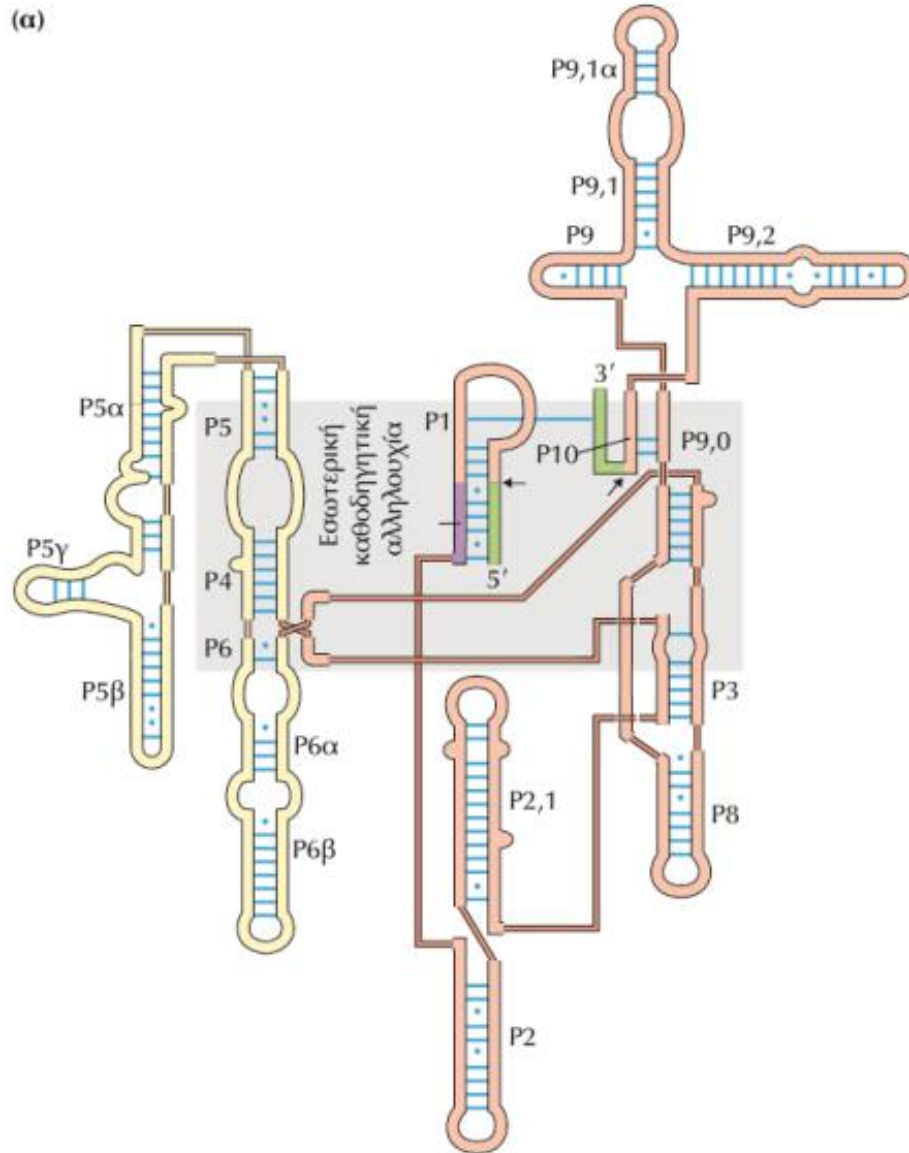 (α)
P9,1α
P9,1
P9
P9,2
P5α
P5
P1
3′
P10
P9,0
Εσωτερική
καθοδηγητική
αλληλουχία
P5γ
P4
5′
P6
P5β
P3
P6α
P2,1
P8
P6β
P2